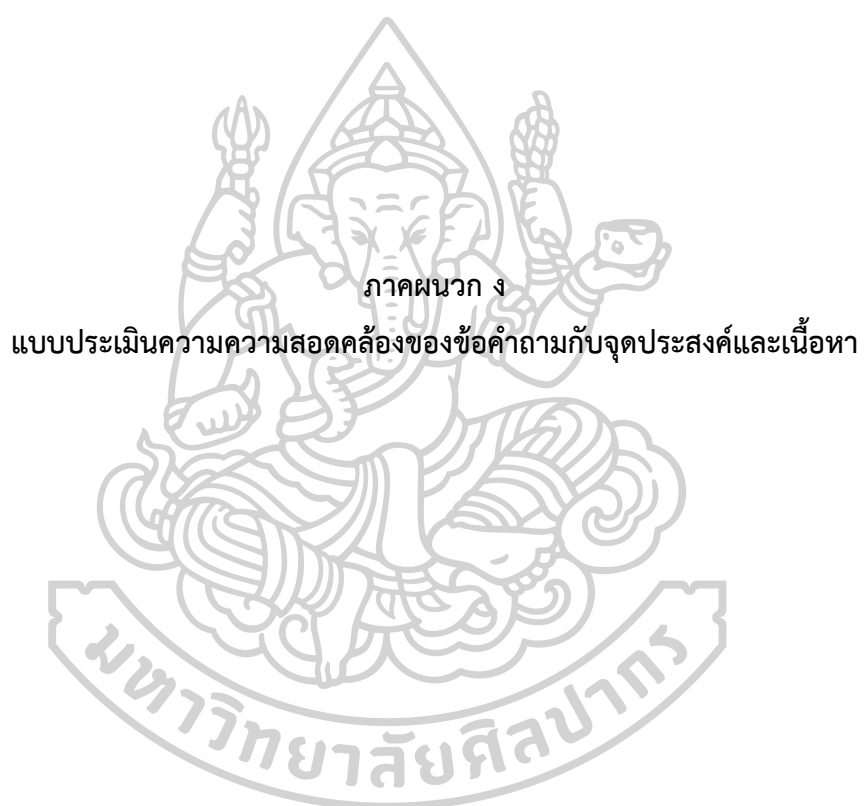 ภาคผนวก ง
แบบประเมินความความสอดคล้องของข้อคำถามกับจุดประสงค์และเนื้อหา
มหาวิทยาลัยศิลปากร